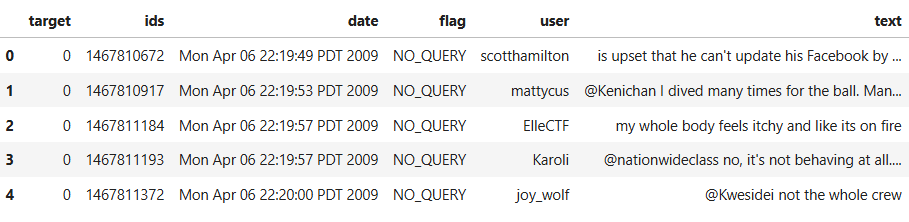 target ids date flag user text
0 0 1467810672 Mon Apr 06 22:19:49 PDT 2009 NO_QUERY scotthamilton is upset that he can't update his Facebook by ...
1 0 1467810917 Mon Apr 06 22:19:53 PDT 2009 NO_QUERY mattycus @Kenichan I dived many times for the ball. Man...
2 0 1467811184 Mon Apr 06 22:19:57 PDT 2009 NO_QUERY ElleCTF my whole body feels itchy and like its on fire
3 0 1467811193 Mon Apr 06 22:19:57 PDT 2009 NO_QUERY Karoli @nationwideclass no, it's not behaving at all....
4 0 1467811372 Mon Apr 06 22:20:00 PDT 2009 NO_QUERY joy_wolf @Kwesidei not the whole crew